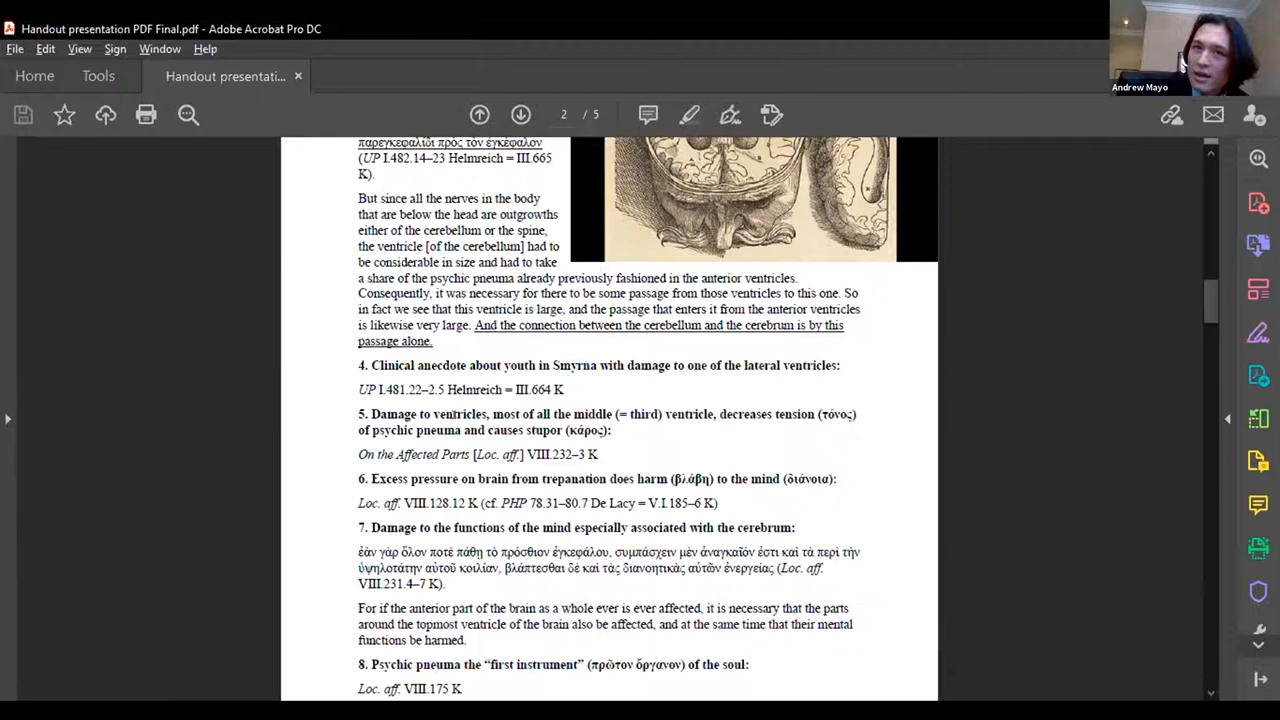 Handout presentation PDF Final.pdf - Adobe Acrobat Pro DC
File Edit View Sign Window Help
Home Tools Handout presentati... ×
2 / 5
Andrew Mayo
παρεγκεφαλίδι πρὸς τὸν ἐγκέφαλον
(UP I.482.14–23 Helmreich = III.665
K).
But since all the nerves in the body
that are below the head are outgrowths
either of the cerebellum or the spine,
the ventricle [of the cerebellum] had to
be considerable in size and had to take
a share of the psychic pneuma already previously fashioned in the anterior ventricles.
Consequently, it was necessary for there to be some passage from those ventricles to this one. So
in fact we see that this ventricle is large, and the passage that enters it from the anterior ventricles
is likewise very large. And the connection between the cerebellum and the cerebrum is by this
passage alone.
4. Clinical anecdote about youth in Smyrna with damage to one of the lateral ventricles:
UP I.481.22–2.5 Helmreich = III.664 K
5. Damage to ventricles, most of all the middle (= third) ventricle, decreases tension (τόνος)
of psychic pneuma and causes stupor (κάρος):
On the Affected Parts [Loc. aff.] VIII.232–3 K
6. Excess pressure on brain from trepanation does harm (βλάβη) to the mind (διάνοια):
Loc. aff. VIII.128.12 K (cf. PHP 78.31–80.7 De Lacy = V.I.185–6 K)
7. Damage to the functions of the mind especially associated with the cerebrum:
ἐὰν γὰρ ὅλον ποτὲ πάθῃ τὸ πρόσθιον ἐγκεφάλου, συμπάσχειν μὲν ἀναγκαῖόν ἐστι καὶ τὰ περὶ τὴν
ὑψηλοτάτην αὐτοῦ κοιλίαν, βλάπτεσθαι δὲ καὶ τὰς διανοητικὰς αὐτῶν ἐνεργείας (Loc. aff.
VIII.231.4–7 K).
For if the anterior part of the brain as a whole ever is ever affected, it is necessary that the parts
around the topmost ventricle of the brain also be affected, and at the same time that their mental
functions be harmed.
8. Psychic pneuma the “first instrument” (πρῶτον ὄργανον) of the soul:
Loc. aff. VIII.175 K